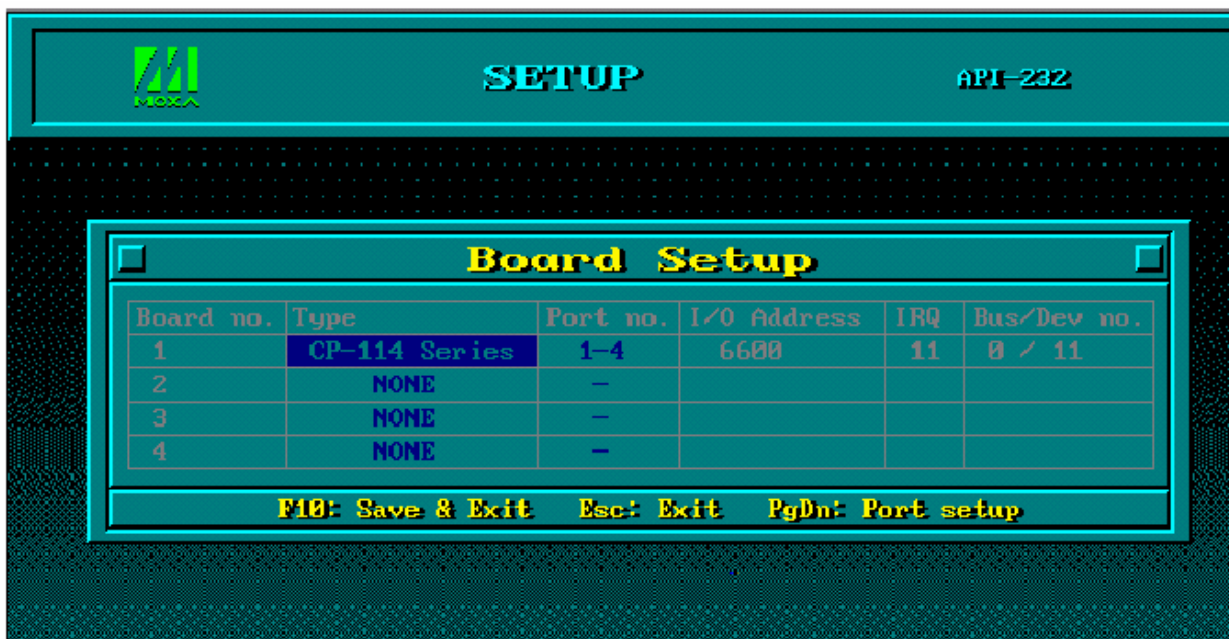 MOXA SETUP API-232
Board Setup
Board no. Type Port no. I/O Address IRQ Bus/Dev no.
1 CP-114 Series 1-4 6600 11 0 / 11
2 NONE -
3 NONE -
4 NONE -
F10: Save & Exit Esc: Exit PgDn: Port setup